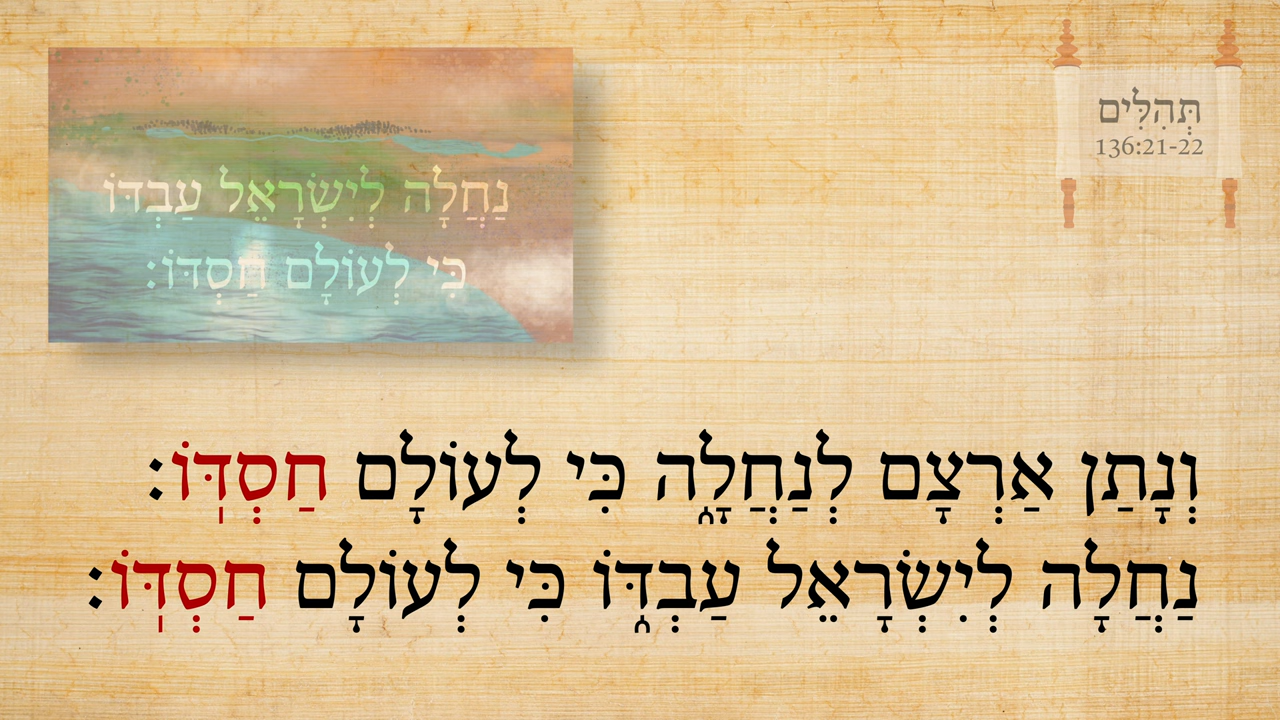 תְּהִלִּים
136:21-22
נַחֲלָה לְיִשְׂרָאֵל עַבְדּוֹ
כִּי לְעוֹלָם חַסְדּוֹ׃
וְנָתַן אַרְצָם לְנַחֲלָ֑ה כִּי לְעוֹלָם חַסְדּֽוֹ׃
נַחֲלָה לְיִשְׂרָאֵל עַבְדּ֑וֹ כִּי לְעוֹלָם חַסְדּֽוֹ׃